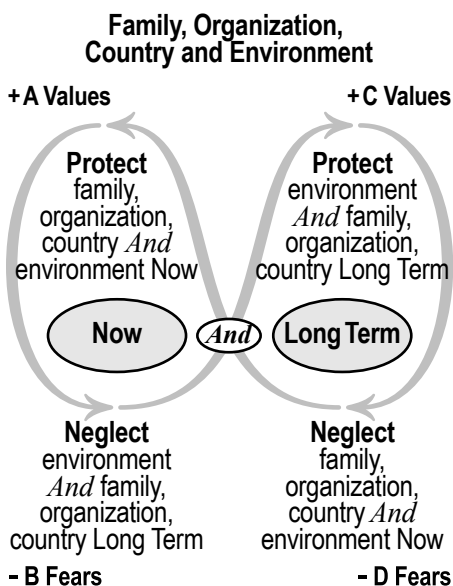 Family, Organization,
Country and Environment
+A Values
+C Values
Protect
family,
organization,
country And
environment Now
Protect
environment
And family,
organization,
country Long Term
Now
And
Long Term
Neglect
environment
And family,
organization,
country Long Term
Neglect
family,
organization,
country And
environment Now
- B Fears
- D Fears